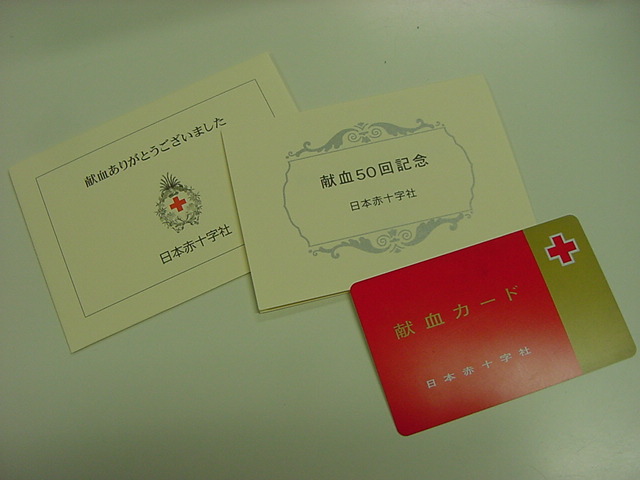 献血ありがとうございました
日本赤十字社
献血50回記念
日本赤十字社
献血カード
日本赤十字社